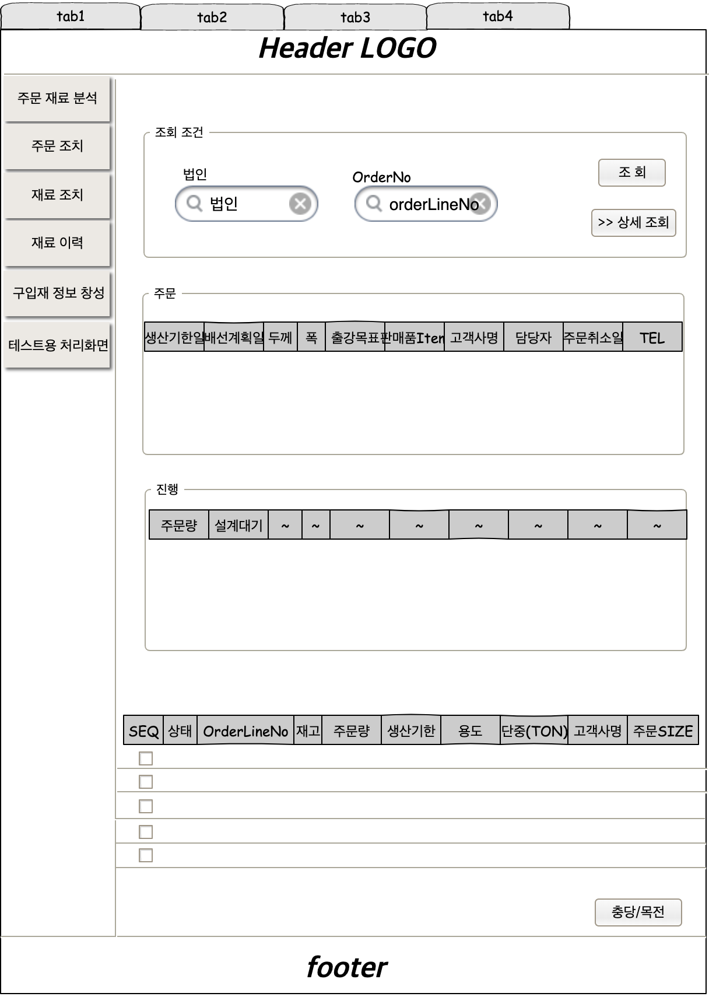 tab1 tab2 tab3 tab4
Header LOGO
주문 재료 분석
주문 조치
재료 조치
재료 이력
구입재 정보 창성
테스트용 처리화면
조회 조건
법인 OrderNo
법인 orderLineNo
조 회
>> 상세 조회
주문
생산기한일 배선계획일 두께 폭 출강목표 판매품Item 고객사명 담당자 주문취소일 TEL
진행
주문량 설계대기 ~ ~ ~ ~ ~ ~ ~ ~
SEQ 상태 OrderLineNo 재고 주문량 생산기한 용도 단중(TON) 고객사명 주문SIZE
충당/목전
footer